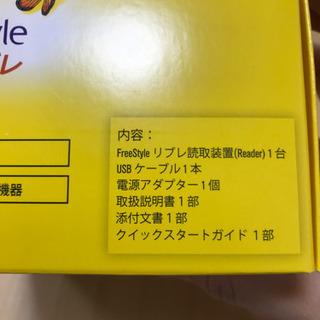 yle
レ
機器
内容：
FreeStyle リブレ読取装置(Reader) 1 台
USB ケーブル 1 本
電源アダプター 1 個
取扱説明書 1 部
添付文書 1 部
クイックスタートガイド 1 部